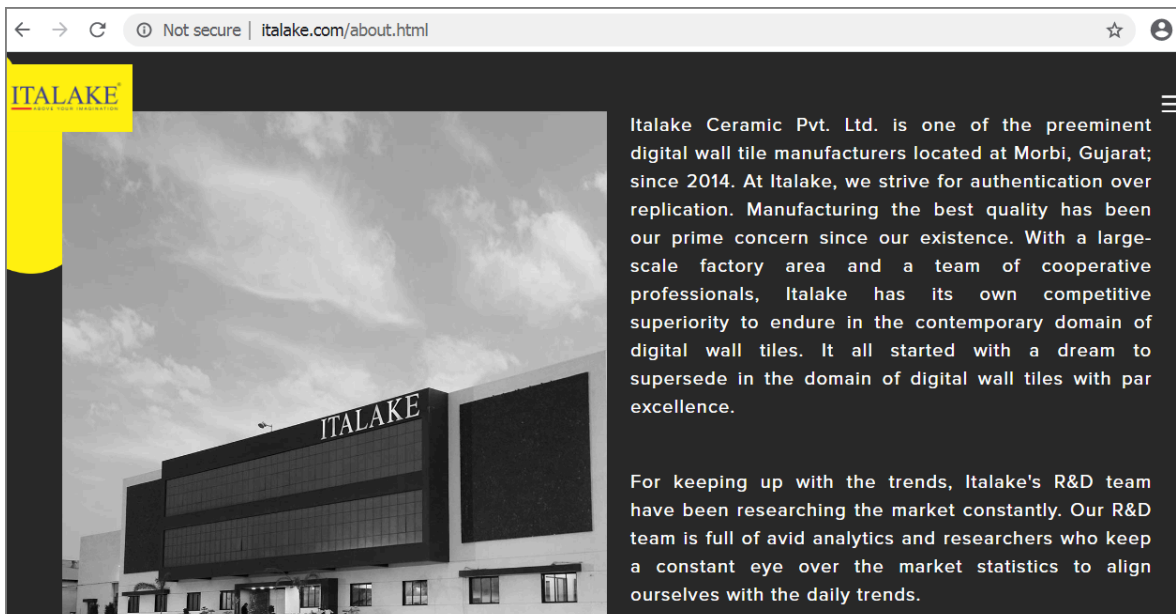 Not secure | italake.com/about.html
ITALAKE®
ABOVE YOUR IMAGINATION
ITALAKE
Italake Ceramic Pvt. Ltd. is one of the preeminent
digital wall tile manufacturers located at Morbi, Gujarat;
since 2014. At Italake, we strive for authentication over
replication. Manufacturing the best quality has been
our prime concern since our existence. With a large-
scale factory area and a team of cooperative
professionals, Italake has its own competitive
superiority to endure in the contemporary domain of
digital wall tiles. It all started with a dream to
supersede in the domain of digital wall tiles with par
excellence.
For keeping up with the trends, Italake's R&D team
have been researching the market constantly. Our R&D
team is full of avid analytics and researchers who keep
a constant eye over the market statistics to align
ourselves with the daily trends.